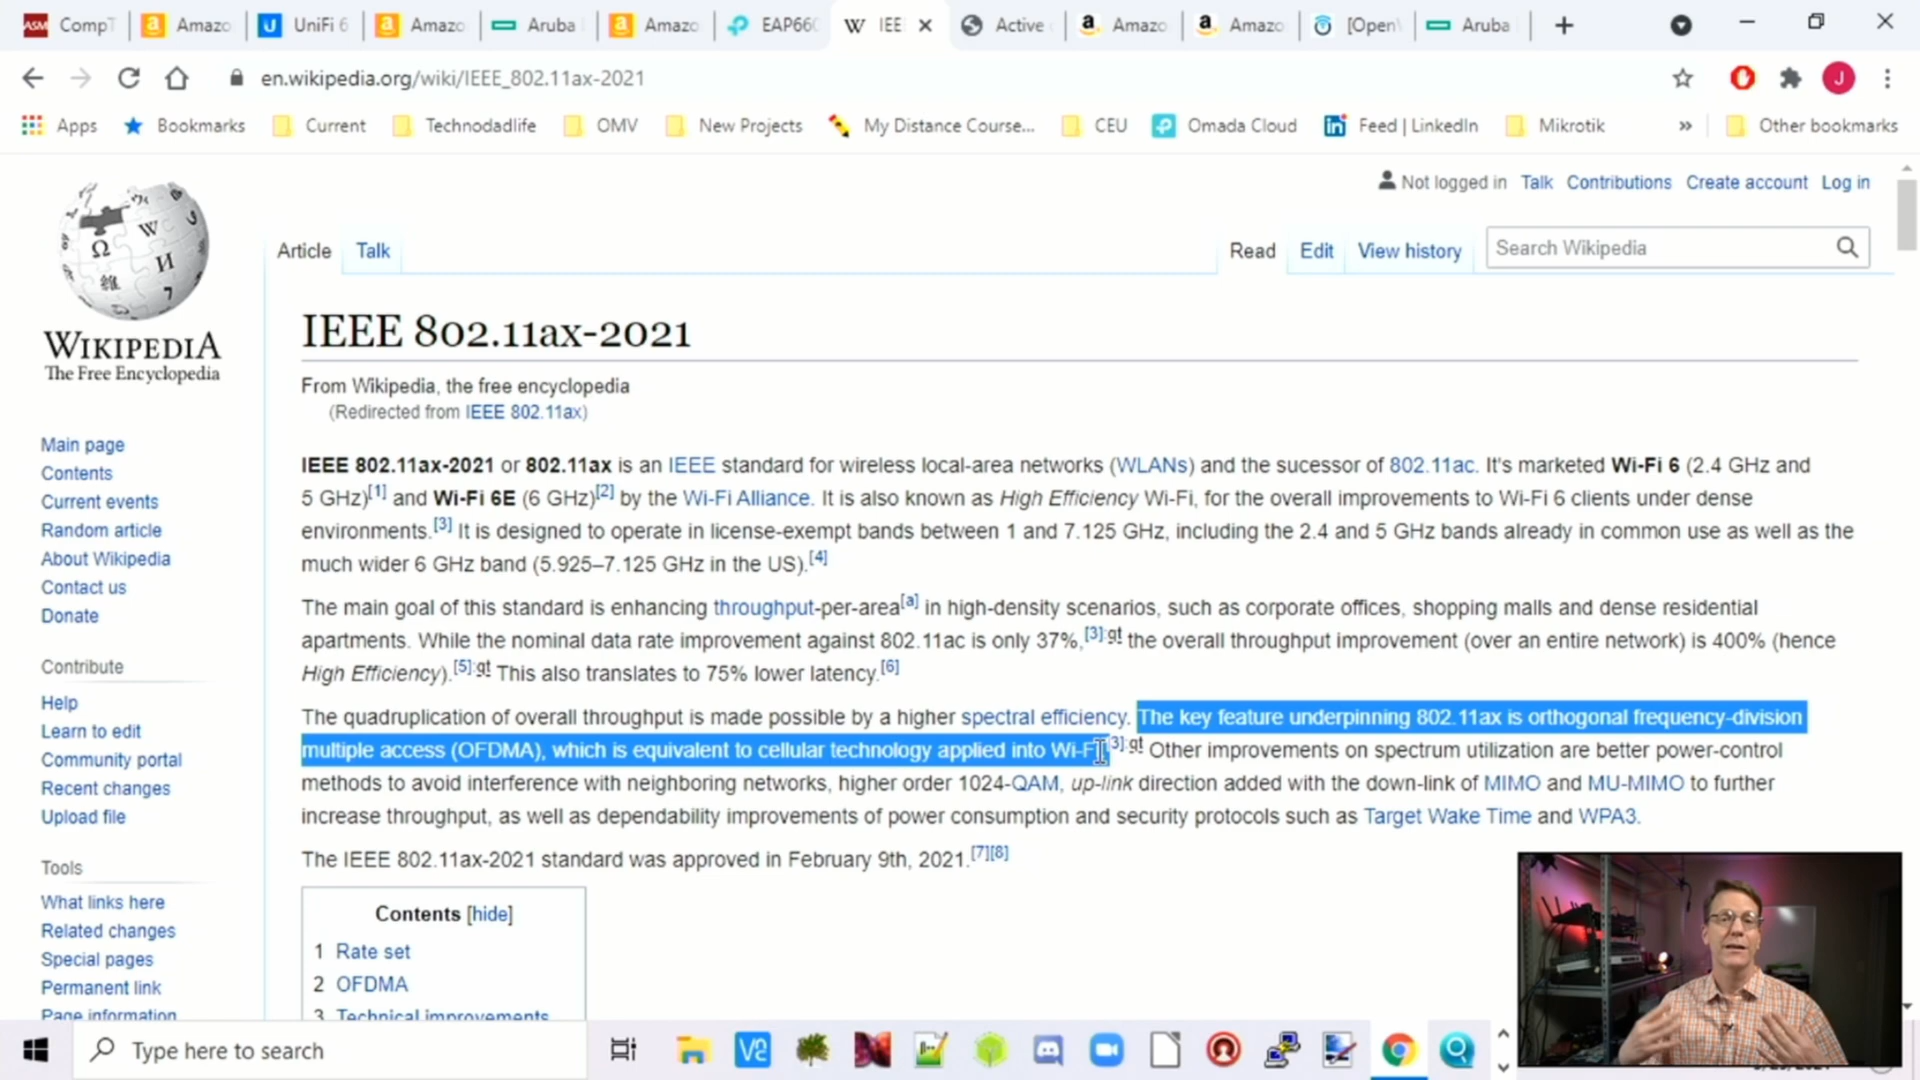 ASM CompT
Amazo
UniFi 6
Amazo
Aruba
Amazo
EAP660
IEE
Active
Amazo
Amazo
[Open
Aruba
en.wikipedia.org/wiki/IEEE_802.11ax-2021
J
Apps Bookmarks Current Technodadlife OMV New Projects My Distance Course... CEU Omada Cloud Feed | LinkedIn Mikrotik » Other bookmarks
Not logged in Talk Contributions Create account Log in
Article Talk Read Edit View history Search Wikipedia
WIKIPEDIA
The Free Encyclopedia
IEEE 802.11ax-2021
From Wikipedia, the free encyclopedia
(Redirected from IEEE 802.11ax)
IEEE 802.11ax-2021 or 802.11ax is an IEEE standard for wireless local-area networks (WLANs) and the sucessor of 802.11ac. It's marketed Wi-Fi 6 (2.4 GHz and
5 GHz)[1] and Wi-Fi 6E (6 GHz)[2] by the Wi-Fi Alliance. It is also known as High Efficiency Wi-Fi, for the overall improvements to Wi-Fi 6 clients under dense
environments.[3] It is designed to operate in license-exempt bands between 1 and 7.125 GHz, including the 2.4 and 5 GHz bands already in common use as well as the
much wider 6 GHz band (5.925–7.125 GHz in the US).[4]
The main goal of this standard is enhancing throughput-per-area[a] in high-density scenarios, such as corporate offices, shopping malls and dense residential
apartments. While the nominal data rate improvement against 802.11ac is only 37%,[3]:qt the overall throughput improvement (over an entire network) is 400% (hence
High Efficiency).[5]:qt This also translates to 75% lower latency.[6]
The quadruplication of overall throughput is made possible by a higher spectral efficiency. The key feature underpinning 802.11ax is orthogonal frequency-division
multiple access (OFDMA), which is equivalent to cellular technology applied into Wi-Fi.[3]:qt Other improvements on spectrum utilization are better power-control
methods to avoid interference with neighboring networks, higher order 1024-QAM, up-link direction added with the down-link of MIMO and MU-MIMO to further
increase throughput, as well as dependability improvements of power consumption and security protocols such as Target Wake Time and WPA3.
The IEEE 802.11ax-2021 standard was approved in February 9th, 2021.[7][8]
Contents [hide]
1 Rate set
2 OFDMA
3 Technical improvements
Main page
Contents
Current events
Random article
About Wikipedia
Contact us
Donate
Contribute
Help
Learn to edit
Community portal
Recent changes
Upload file
Tools
What links here
Related changes
Special pages
Permanent link
Page information
Type here to search